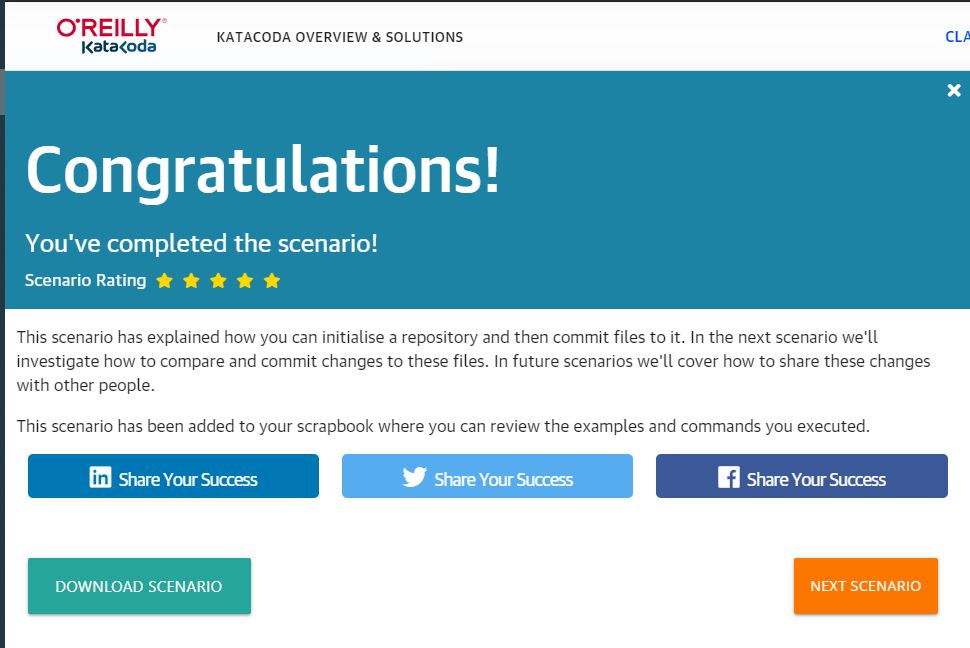 O'REILLY®
KataKoda
KATACODA OVERVIEW & SOLUTIONS
CLA
Congratulations!
You've completed the scenario!
Scenario Rating
This scenario has explained how you can initialise a repository and then commit files to it. In the next scenario we'll
investigate how to compare and commit changes to these files. In future scenarios we'll cover how to share these changes
with other people.
This scenario has been added to your scrapbook where you can review the examples and commands you executed.
in Share Your Success
Share Your Success
f Share Your Success
DOWNLOAD SCENARIO
NEXT SCENARIO